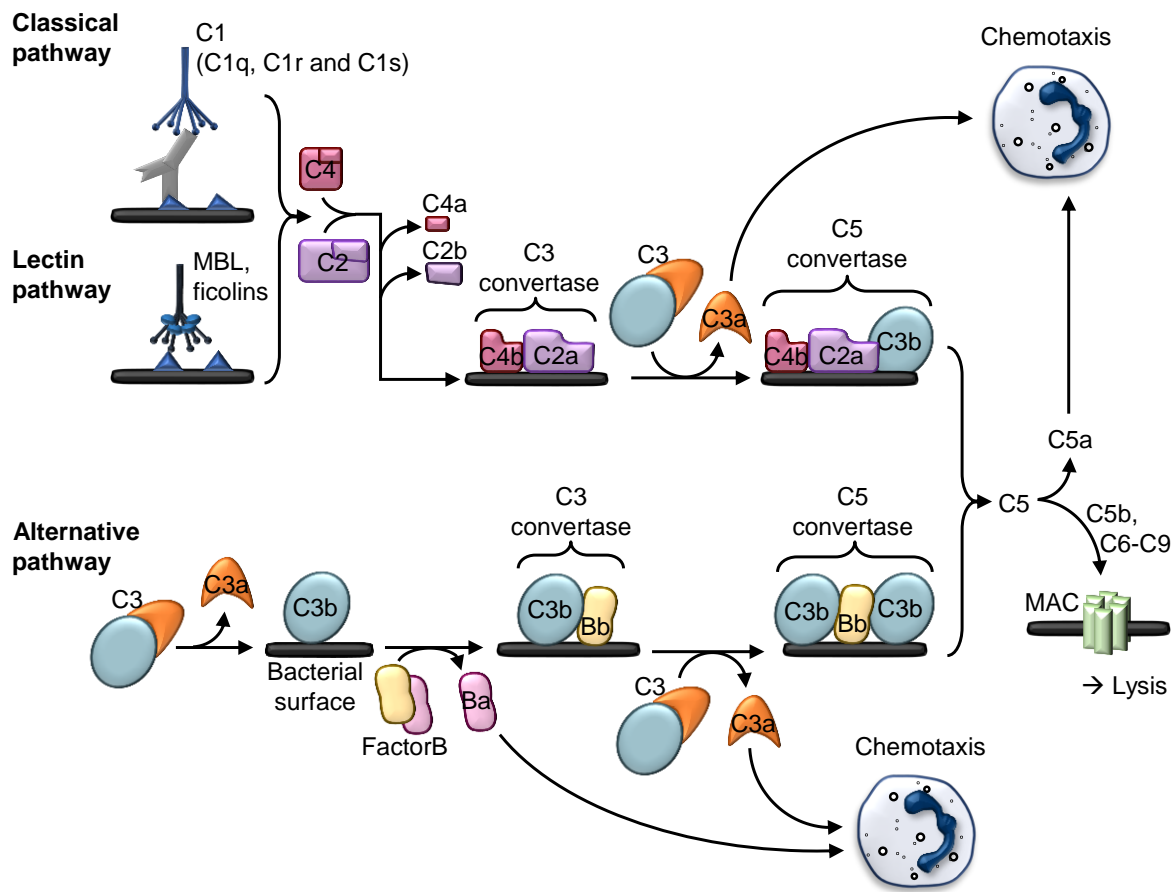 Classical
pathway
C1
(C1q, C1r and C1s)
Chemotaxis
C4
C4a
C2
C2b
Lectin
pathway
MBL,
ficolins
C3
convertase
C4b
C2a
C3
C3a
C5
convertase
C4b
C2a
C3b
C5a
C5
C5b,
C6-C9
MAC
→ Lysis
Alternative
pathway
C3
C3a
C3b
Bacterial
surface
FactorB
Ba
C3
convertase
C3b
Bb
C3
C3a
C5
convertase
C3b
Bb
C3b
Chemotaxis